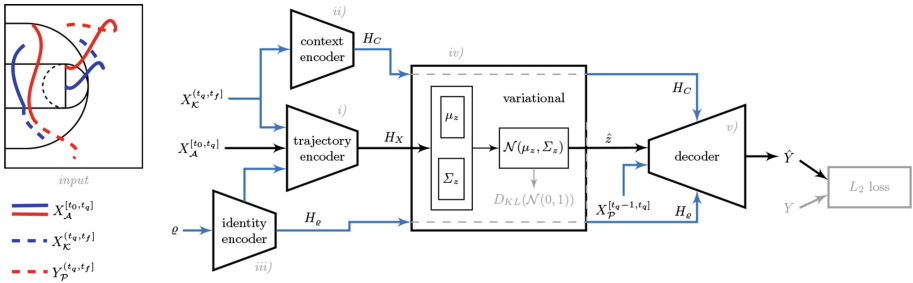 input
X_A^[t_0,t_q]
X_K^(t_q,t_f]
Y_P^(t_q,t_f]
X_K^(t_q,t_f]
X_A^[t_0,t_q]
ϱ
ii)
context
encoder
H_C
i)
trajectory
encoder
H_X
identity
encoder
iii)
H_ϱ
iv)
variational
μ_z
Σ_z
N(μ_z, Σ_z)
D_KL(N(0, 1))
H_C
ẑ
X_P^[t_q−1,t_q]
H_ϱ
v)
decoder
Ŷ
Y
L_2 loss